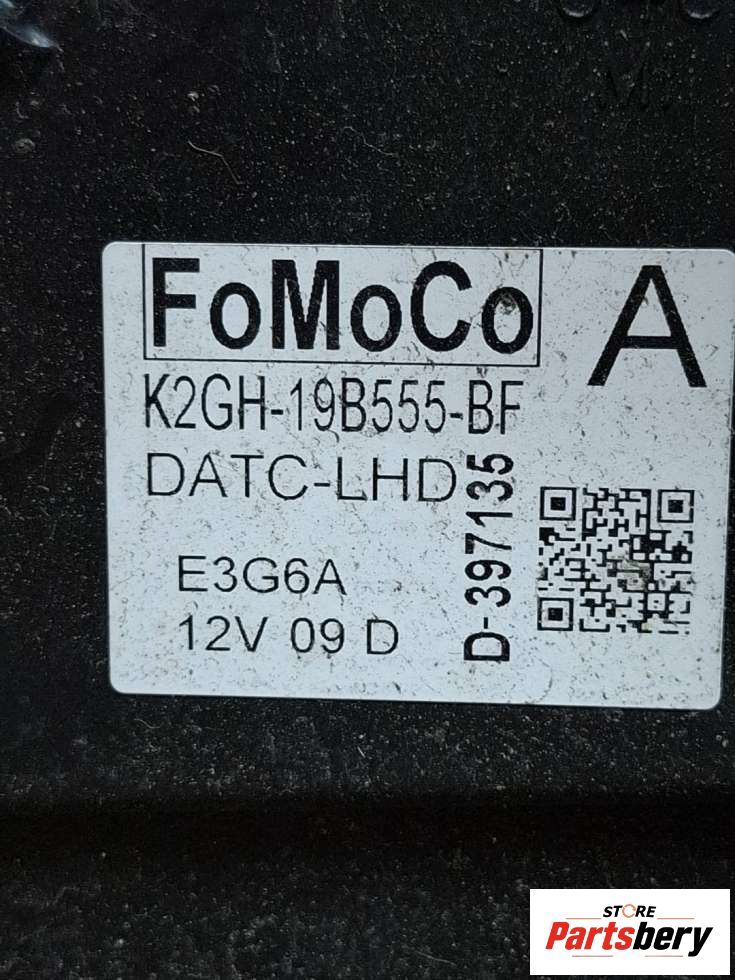 FoMoCo
A
K2GH-19B555-BF
DATC-LHD
E3G6A
12V 09 D
D-397135
STORE
Partsbery